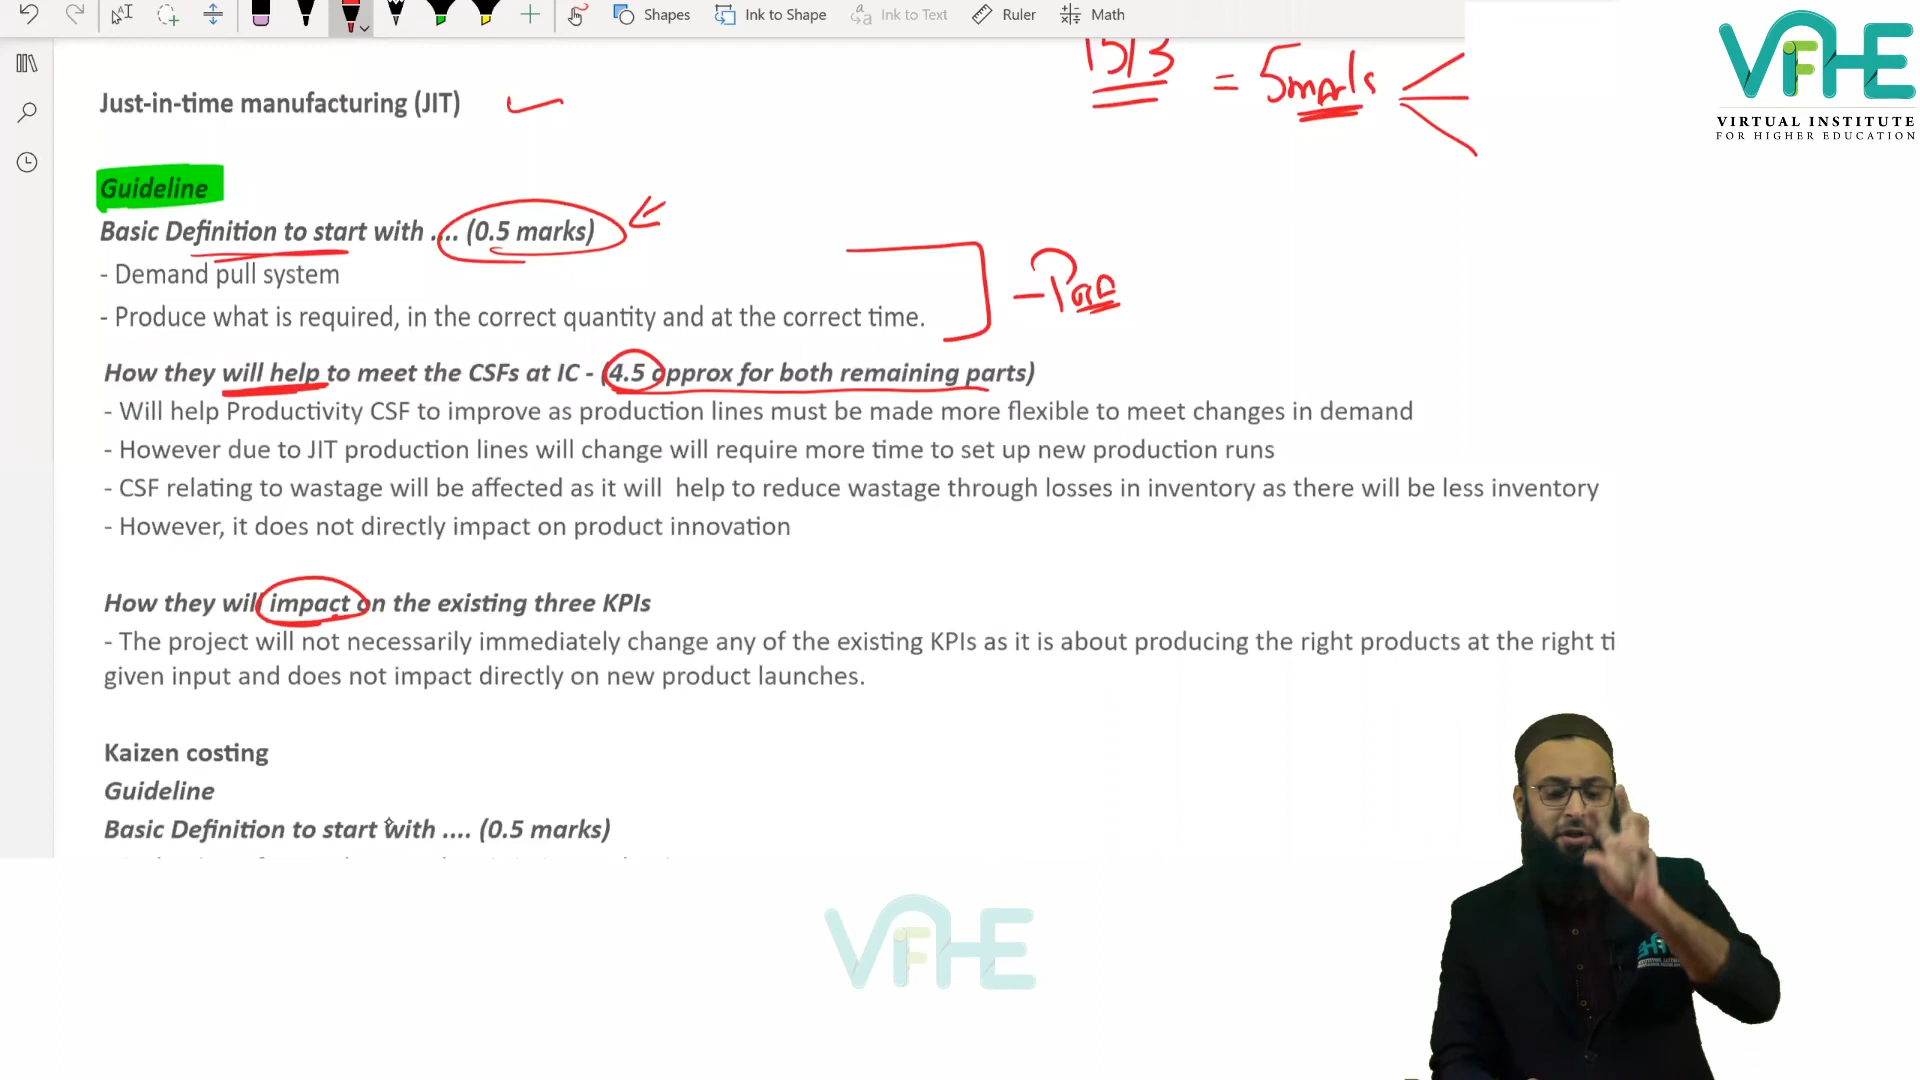 Shapes Ink to Shape Ink to Text Ruler Math
VIFHE
VIRTUAL INSTITUTE
FOR HIGHER EDUCATION
= 5marks
Just-in-time manufacturing (JIT)
Guideline
Basic Definition to start with .... (0.5 marks)
- Demand pull system
- Produce what is required, in the correct quantity and at the correct time.
How they will help to meet the CSFs at IC - (4.5 approx for both remaining parts)
- Will help Productivity CSF to improve as production lines must be made more flexible to meet changes in demand
- However due to JIT production lines will change will require more time to set up new production runs
- CSF relating to wastage will be affected as it will help to reduce wastage through losses in inventory as there will be less inventory
- However, it does not directly impact on product innovation
How they will impact on the existing three KPIs
- The project will not necessarily immediately change any of the existing KPIs as it is about producing the right products at the right ti
given input and does not impact directly on new product launches.
Kaizen costing
Guideline
Basic Definition to start with .... (0.5 marks)
VIFHE